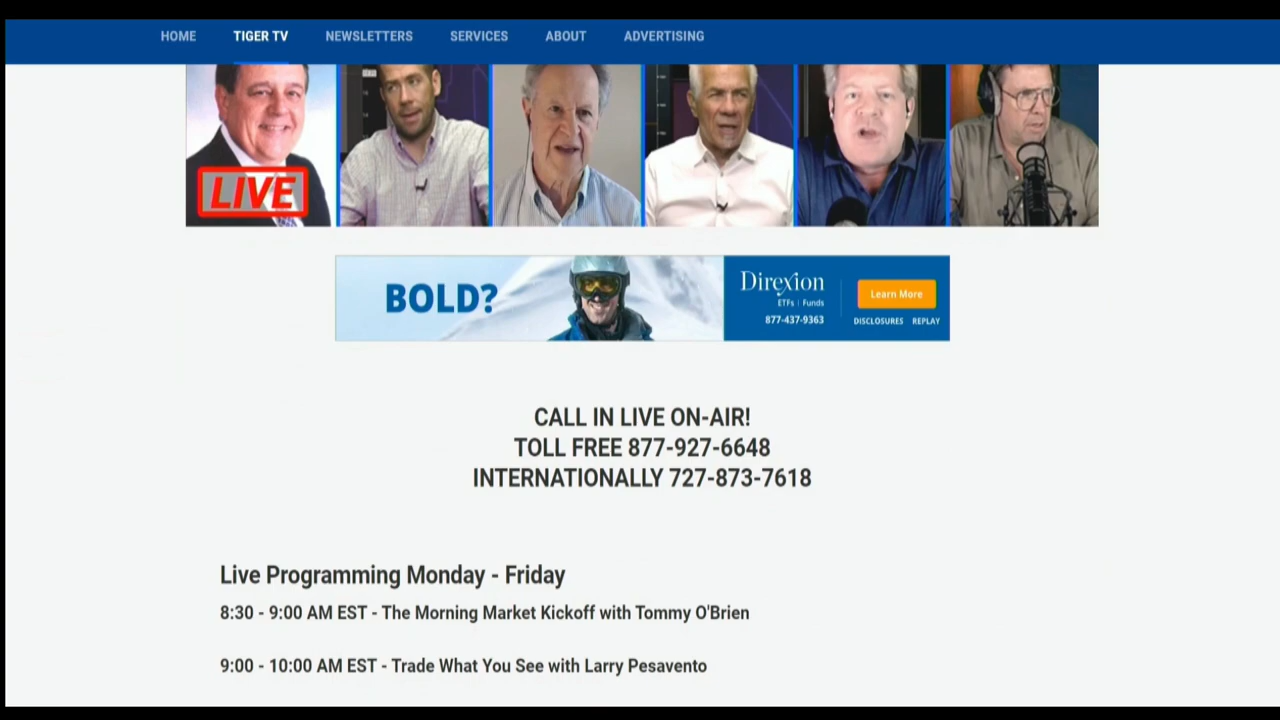 HOME TIGER TV NEWSLETTERS SERVICES ABOUT ADVERTISING
LIVE
BOLD?
Direxion
ETFs | Funds
877-437-9363
Learn More
DISCLOSURES REPLAY
CALL IN LIVE ON-AIR!
TOLL FREE 877-927-6648
INTERNATIONALLY 727-873-7618
Live Programming Monday - Friday
8:30 - 9:00 AM EST - The Morning Market Kickoff with Tommy O'Brien
9:00 - 10:00 AM EST - Trade What You See with Larry Pesavento